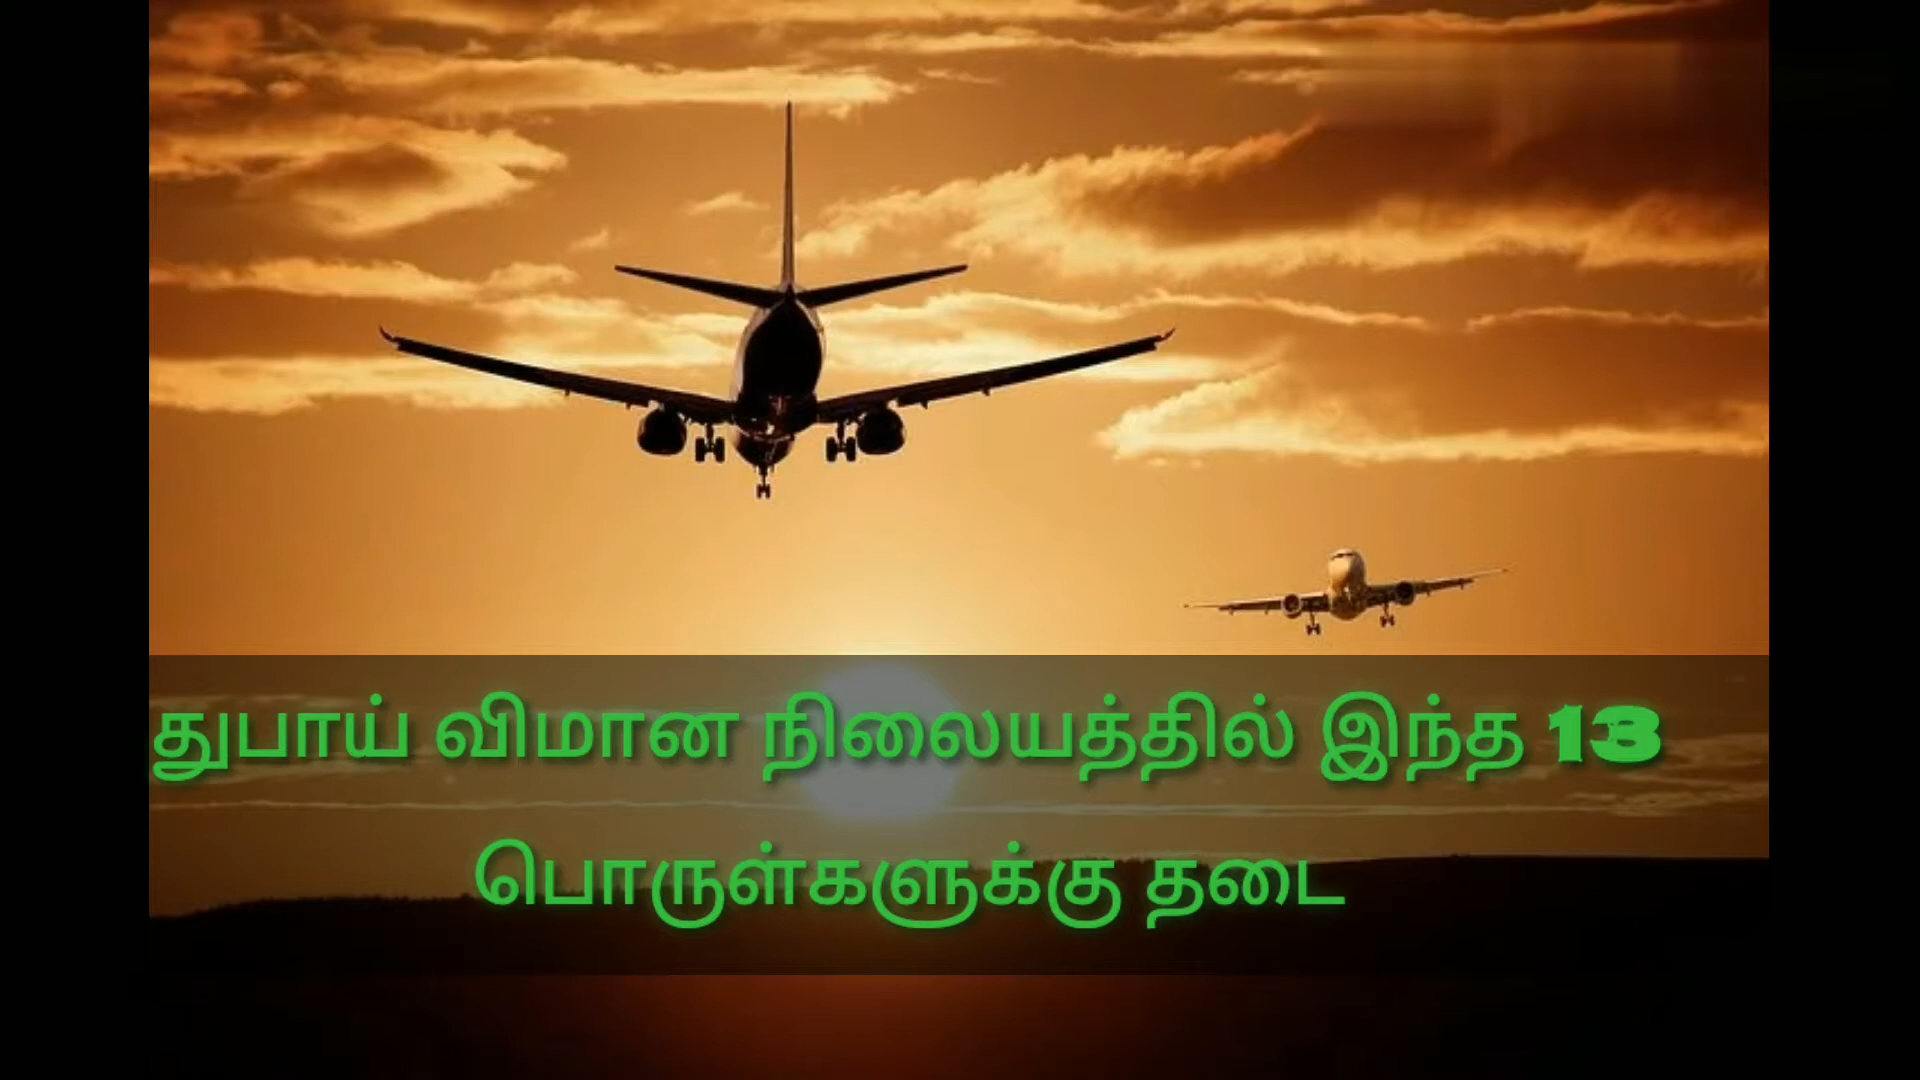 துபாய் விமான நிலையத்தில் இந்த 13
பொருள்களுக்கு தடை